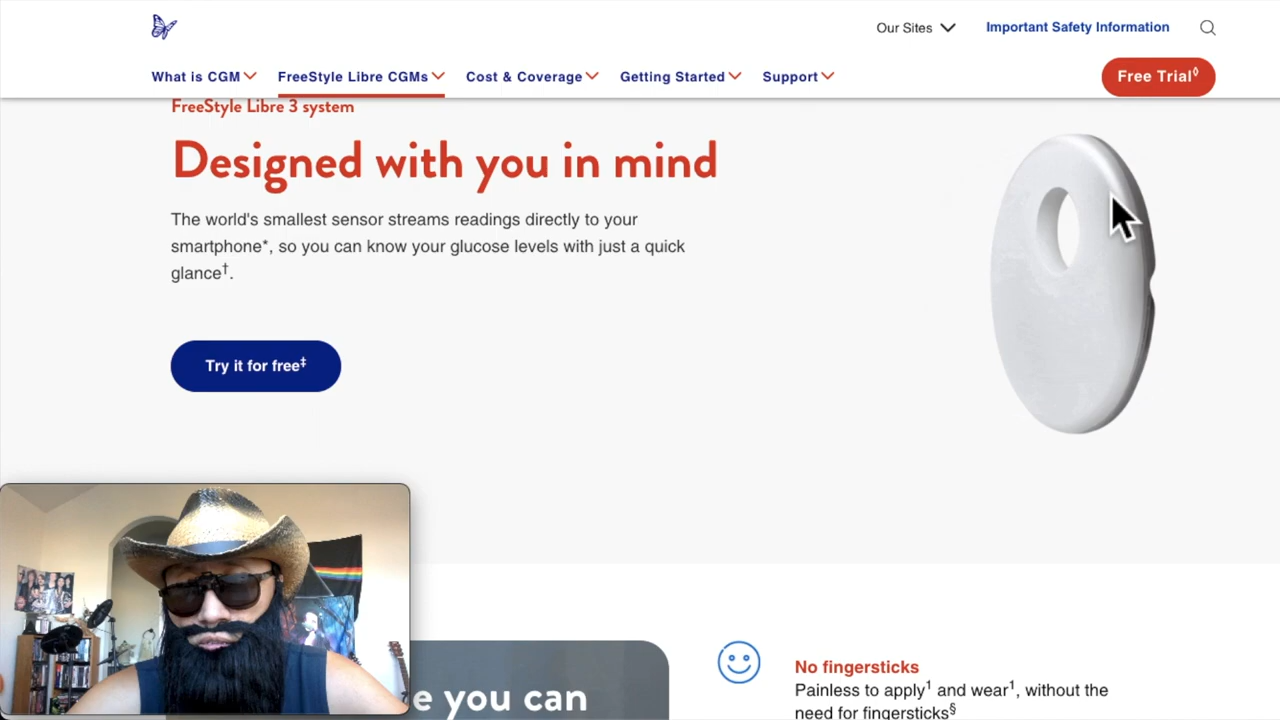 Our Sites
Important Safety Information
What is CGM
FreeStyle Libre CGMs
Cost & Coverage
Getting Started
Support
Free Trial◊
FreeStyle Libre 3 system
Designed with you in mind
The world's smallest sensor streams readings directly to your
smartphone*, so you can know your glucose levels with just a quick
glance†.
Try it for free‡
e you can
No fingersticks
Painless to apply¹ and wear¹, without the
need for fingersticks§